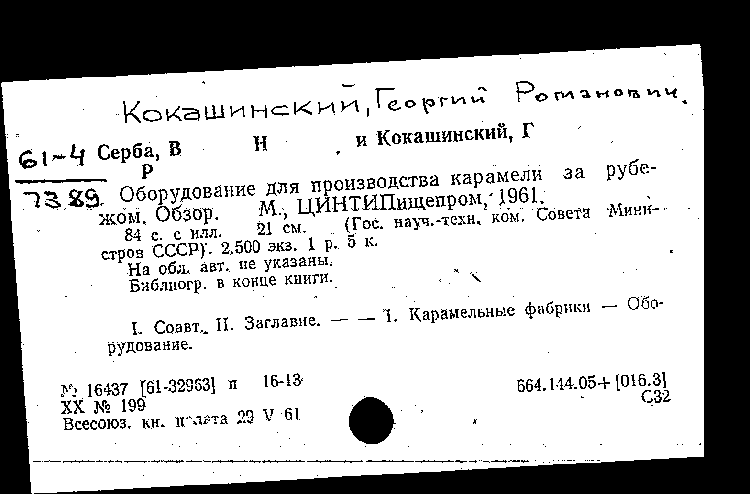 Кокашинский, Георгий Романович.
61-4 Серба, В Н и Кокашинский, Г
Р
7389. Оборудование для производства карамели за рубе-
жом. Обзор. М., ЦИНТИПищепром, 1961.
84 с. с илл. 21 см. (Гос. науч.-техн. ком. Совета Мини-
стров СССР). 2.500 экз. 1 р. 5 к.
На обл. авт. не указаны.
Библиогр. в конце книги.
I. Соавт. II. Заглавие. — — 1. Карамельные фабрики — Обо-
рудование.
№ 16437 [61-32963] п 16-13
664.144.05+[016.3]
XX № 199
С32
Всесоюз. кн. палата 29 V 61